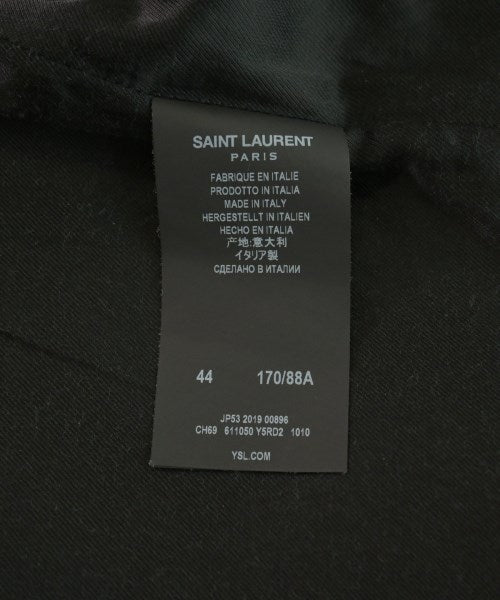 SAINT LAURENT
PARIS
FABRIQUE EN ITALIE
PRODOTTO IN ITALIA
MADE IN ITALY
HERGESTELLT IN ITALIEN
HECHO EN ITALIA
产地:意大利
イタリア製
СДЕЛАНО В ИТАЛИИ
44 170/88A
JP53 2019 00896
CH69 611050 Y5RD2 1010
YSL.COM